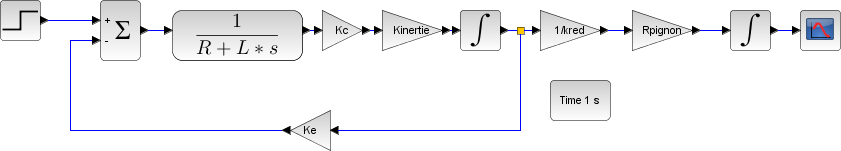 +
-
Σ
1
R + L * s
Kc
Kinertie
∫
1/kred
Rpignon
∫
Time 1 s
Ke